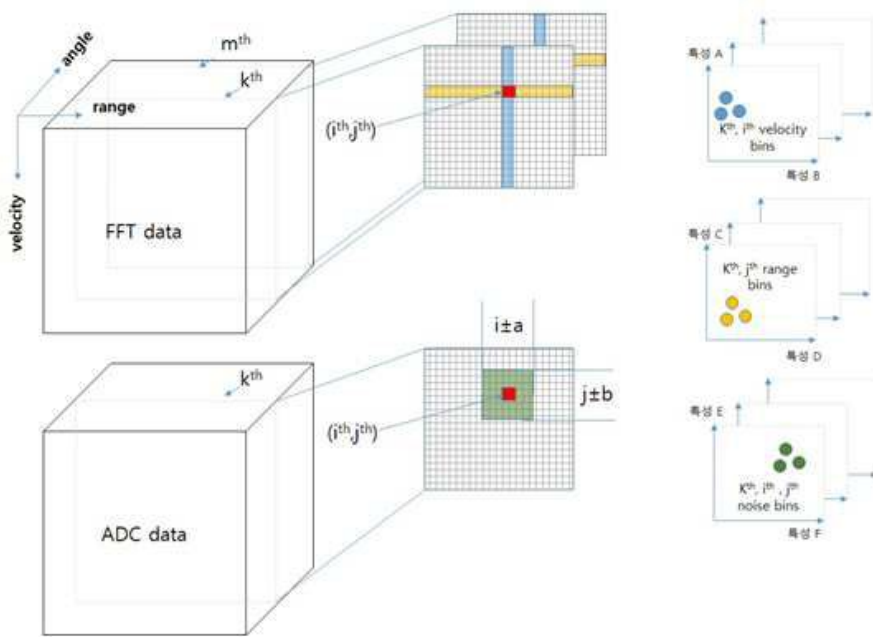 angle
range
velocity
mᵗʰ
kᵗʰ
FFT data
(iᵗʰ,jᵗʰ)
kᵗʰ
ADC data
i±a
j±b
(iᵗʰ,jᵗʰ)
특성 A
Kᵗʰ, iᵗʰ velocity
bins
특성 B
특성 C
Kᵗʰ, jᵗʰ range
bins
특성 D
특성 E
Kᵗʰ, iᵗʰ , jᵗʰ
noise bins
특성 F